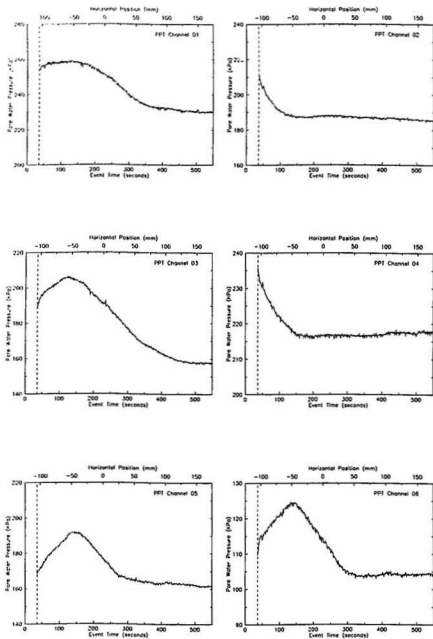 Horizontal Position (mm)
100 -50 0 50 100 150
PPT Channel 01
Pore Water Pressure (kPa)
260
240
220
200
0 100 200 300 400 500
Event Time (seconds)
Horizontal Position (mm)
-100 -50 0 50 100 150
PPT Channel 02
Pore Water Pressure (kPa)
210
160
0 100 200 300 400 500
Event Time (seconds)
Horizontal Position (mm)
-100 -50 0 50 100 150
PPT Channel 03
Pore Water Pressure (kPa)
220
200
180
160
140
0 100 200 300 400 500
Event Time (seconds)
Horizontal Position (mm)
-100 -50 0 50 100 150
PPT Channel 04
Pore Water Pressure (kPa)
240
230
220
210
200
0 100 200 300 400 500
Event Time (seconds)
Horizontal Position (mm)
-100 -50 0 50 100 150
PPT Channel 05
Pore Water Pressure (kPa)
220
200
180
160
140
0 100 200 300 400 500
Event Time (seconds)
Horizontal Position (mm)
-100 -50 0 50 100 150
PPT Channel 06
Pore Water Pressure (kPa)
130
120
110
100
90
0 100 200 300 400 500
Event Time (seconds)